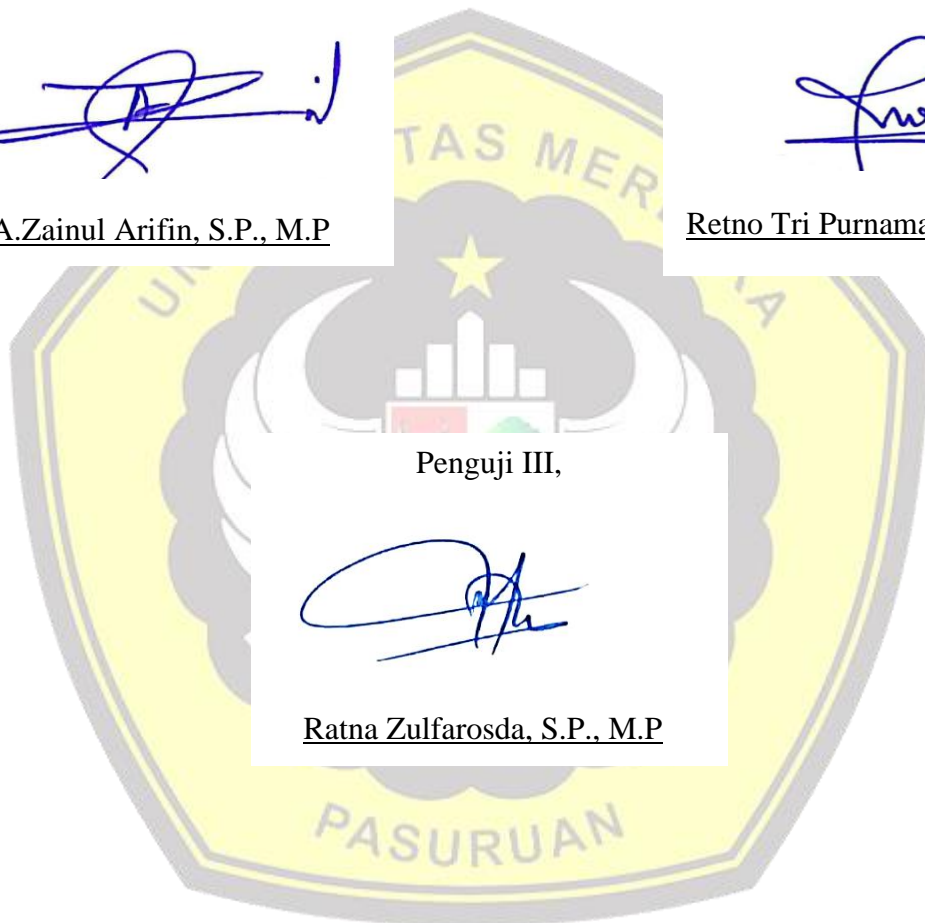 A.Zainul Arifin, S.P., M.P
Retno Tri Purnama
Penguji III,
Ratna Zulfarosda, S.P., M.P
TAS MER
PASURUAN